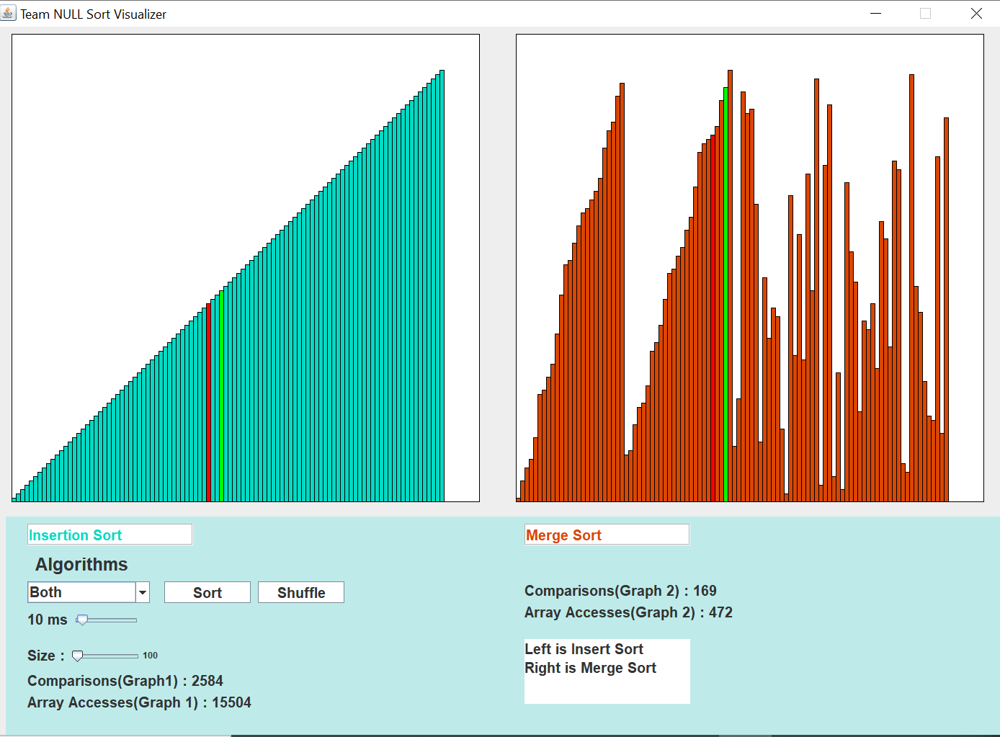 Team NULL Sort Visualizer
Insertion Sort
Algorithms
Both
Sort
Shuffle
10 ms
Size :
100
Comparisons(Graph1) : 2584
Array Accesses(Graph 1) : 15504
Merge Sort
Comparisons(Graph 2) : 169
Array Accesses(Graph 2) : 472
Left is Insert Sort
Right is Merge Sort